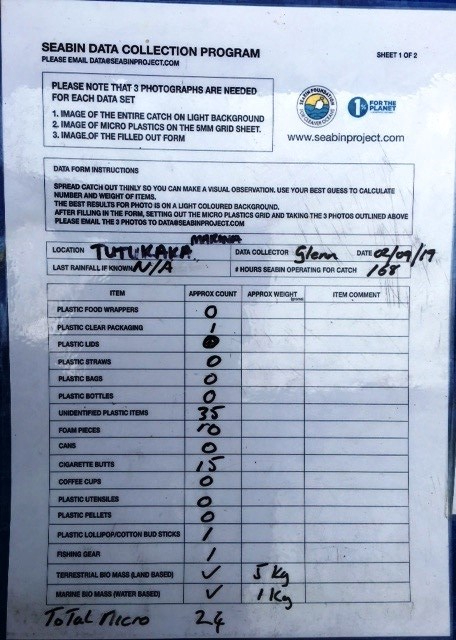 SEABIN DATA COLLECTION PROGRAM
PLEASE EMAIL DATA@SEABINPROJECT.COM
SHEET 1 OF 2
PLEASE NOTE THAT 3 PHOTOGRAPHS ARE NEEDED
FOR EACH DATA SET
1. IMAGE OF THE ENTIRE CATCH ON LIGHT BACKGROUND
2. IMAGE OF MICRO PLASTICS ON THE 5MM GRID SHEET.
3. IMAGE OF THE FILLED OUT FORM
1% FOR THE
PLANET
www.seabinproject.com
DATA FORM INSTRUCTIONS
SPREAD CATCH OUT THINLY SO YOU CAN MAKE A VISUAL OBSERVATION. USE YOUR BEST GUESS TO CALCULATE
NUMBER AND WEIGHT OF ITEMS.
THE BEST RESULTS FOR PHOTO IS ON A LIGHT COLOURED BACKGROUND.
AFTER FILLING IN THE FORM, SETTING OUT THE MICRO PLASTICS GRID AND TAKING THE 3 PHOTOS OUTLINED ABOVE
PLEASE EMAIL THE 3 PHOTOS TO DATA@SEABINPROJECT.COM
LOCATION TUTUKAKA MARINA DATA COLLECTOR Glenn DATE 02/09/19
LAST RAINFALL IF KNOWN N/A # HOURS SEABIN OPERATING FOR CATCH 168
ITEM APPROX COUNT APPROX WEIGHT ITEM COMMENT
PLASTIC FOOD WRAPPERS 0
PLASTIC CLEAR PACKAGING 1
PLASTIC LIDS 0
PLASTIC STRAWS 0
PLASTIC BAGS 0
PLASTIC BOTTLES 0
UNIDENTIFIED PLASTIC ITEMS 35
FOAM PIECES 10
CANS 0
CIGARETTE BUTTS 15
COFFEE CUPS 0
PLASTIC UTENSILES 0
PLASTIC PELLETS 0
PLASTIC LOLLIPOP/COTTON BUD STICKS 1
FISHING GEAR 1
TERRESTRIAL BIO MASS (LAND BASED) ✓ 5 Kg
MARINE BIO MASS (WATER BASED) ✓ 1 Kg
ToTal Micro 24